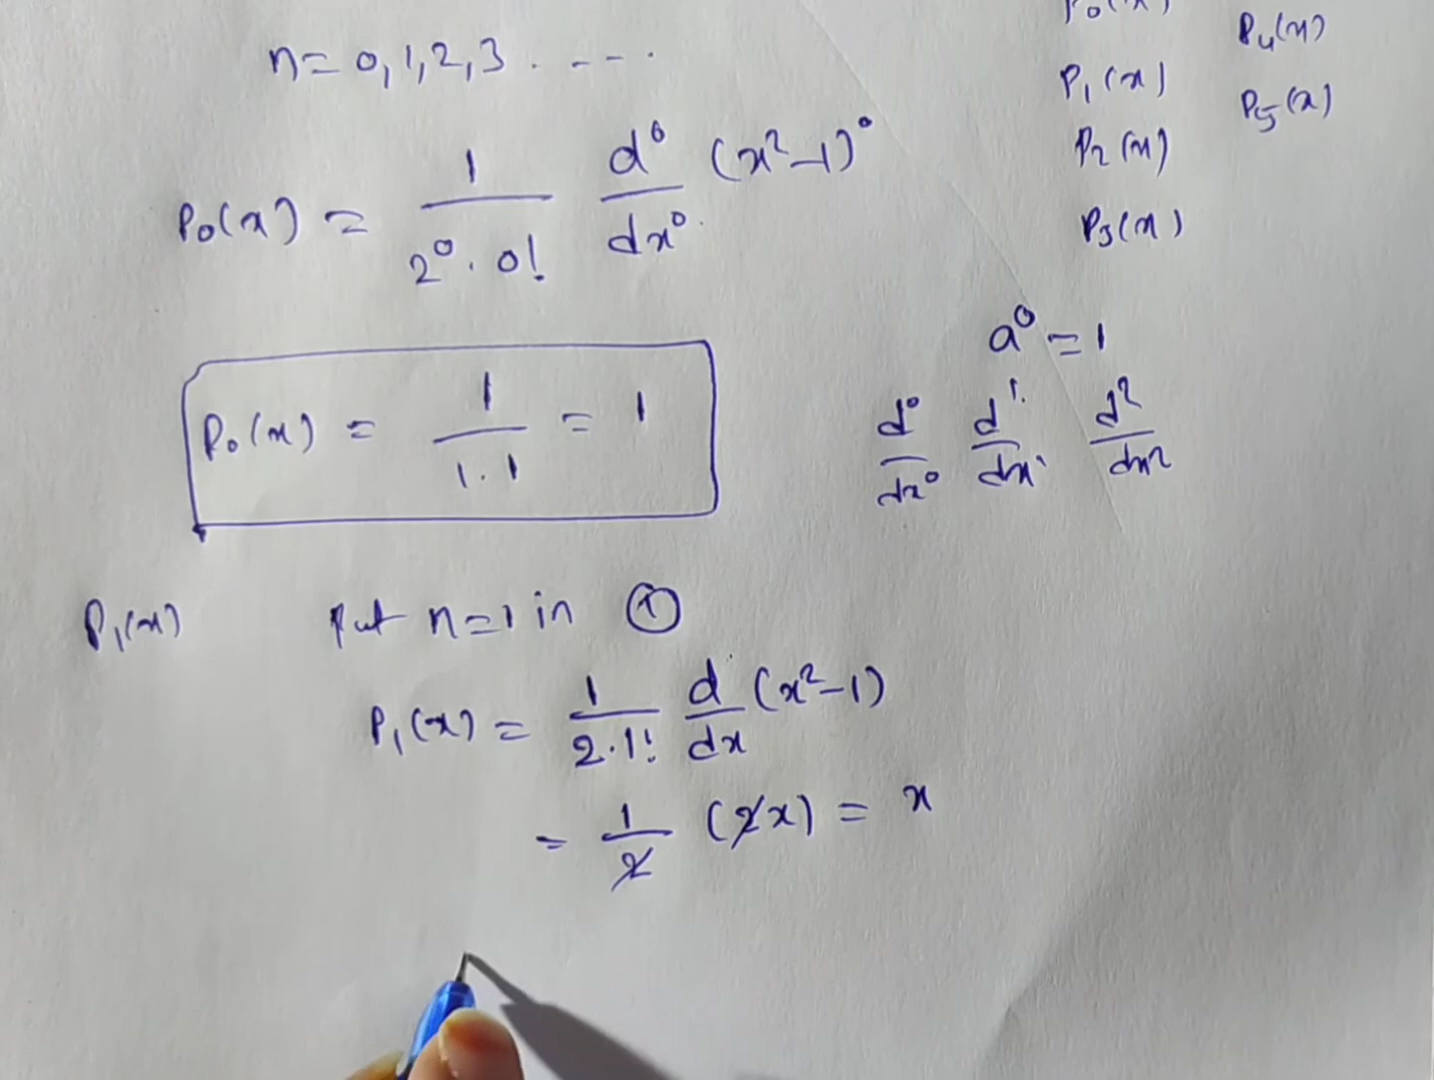 n=0,1,2,3. ----.
P₀(x) = 1/(2⁰.0!) d⁰/dx⁰ (x²-1)⁰
P₀(x) = 1/(1.1) = 1
P₁(x) Put n=1 in ①
P₁(x) = 1/(2.1!) d/dx (x²-1)
= 1/2 (2x) = x
P₀(x)
P₁(x)
P₂(x)
P₃(x)
P₄(x)
P₅(x)
a⁰=1
d⁰/dx⁰ d¹/dx¹ d²/dx²